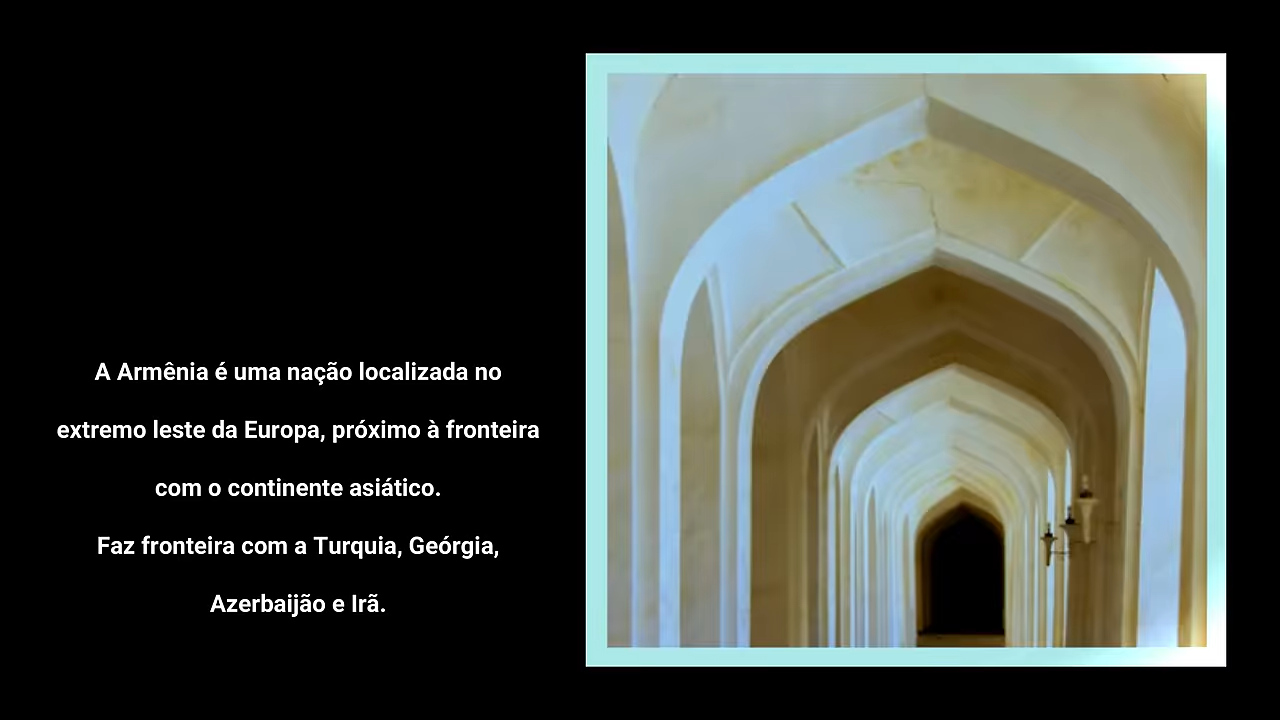 A Armênia é uma nação localizada no
extremo leste da Europa, próximo à fronteira
com o continente asiático.
Faz fronteira com a Turquia, Geórgia,
Azerbaijão e Irã.